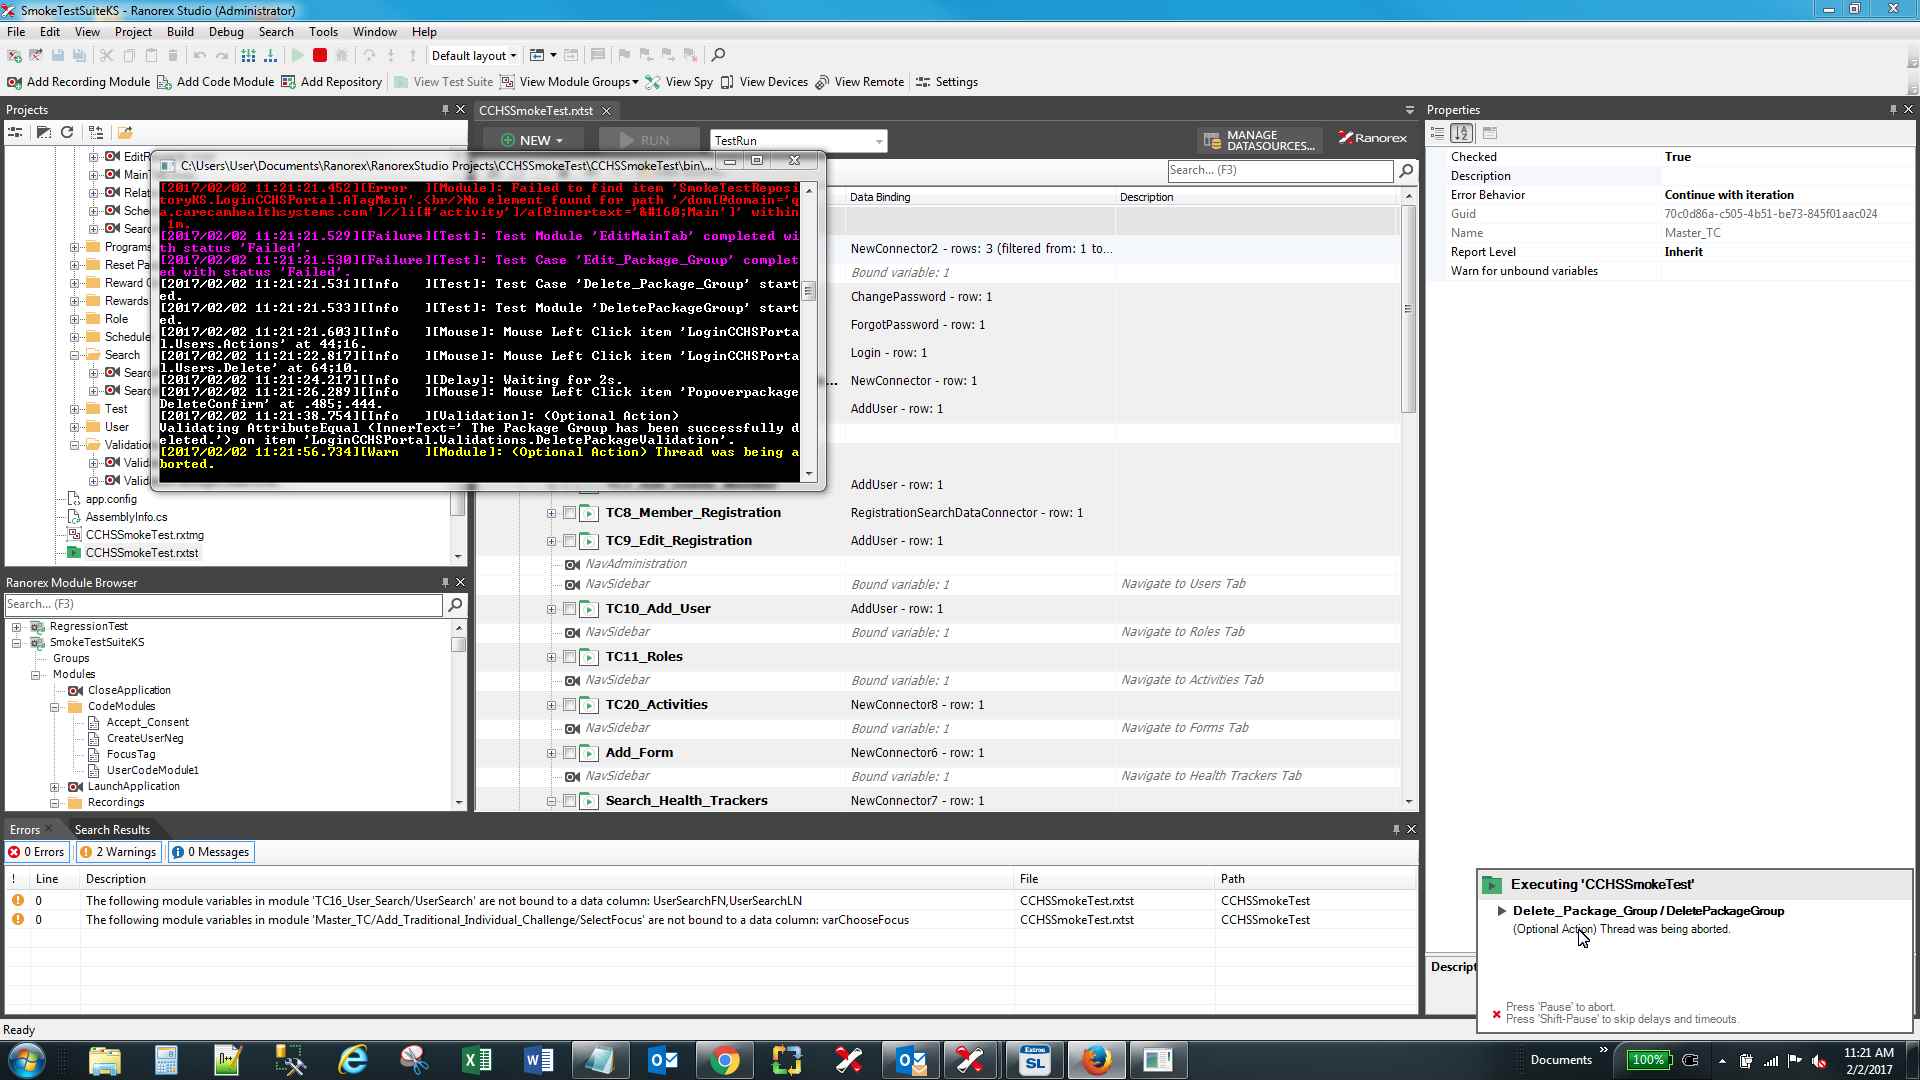 SmokeTestSuiteKS - Ranorex Studio (Administrator)
File Edit View Project Build Debug Search Tools Window Help
Default layout
Add Recording Module Add Code Module Add Repository View Test Suite View Module Groups View Spy View Devices View Remote Settings
Projects
EditR
Main
Relat
Sche
Searc
Programs
Reset Pa
Reward C
Rewards
Role
Schedule
Search
Searc
Searc
Test
User
Validation
Valid
Valid
app.config
AssemblyInfo.cs
CCHSSmokeTest.rxtmg
CCHSSmokeTest.rxtst
C:\Users\User\Documents\Ranorex\RanorexStudio Projects\CCHSSmokeTest\CCHSSmokeTest\bin\...
[2017/02/02 11:21:21.452][Error ][Module]: Failed to find item 'SmokeTestReposi
toryKS.LoginCCHSPortal.ATagMain'.<br/>No element found for path '/dom[@domain='q
a.carecamhealthsystems.com']//li[#'activity']/a[@innertext='&#160;Main']' within
1m.
[2017/02/02 11:21:21.529][Failure][Test]: Test Module 'EditMainTab' completed wi
th status 'Failed'.
[2017/02/02 11:21:21.530][Failure][Test]: Test Case 'Edit_Package_Group' complet
ed with status 'Failed'.
[2017/02/02 11:21:21.531][Info ][Test]: Test Case 'Delete_Package_Group' start
ed.
[2017/02/02 11:21:21.533][Info ][Test]: Test Module 'DeletePackageGroup' start
ed.
[2017/02/02 11:21:21.603][Info ][Mouse]: Mouse Left Click item 'LoginCCHSPorta
l.Users.Actions' at 44;16.
[2017/02/02 11:21:22.817][Info ][Mouse]: Mouse Left Click item 'LoginCCHSPorta
l.Users.Delete' at 64;10.
[2017/02/02 11:21:24.217][Info ][Delay]: Waiting for 2s.
[2017/02/02 11:21:26.289][Info ][Mouse]: Mouse Left Click item 'Popoverpackage
DeleteConfirm' at .485;.444.
[2017/02/02 11:21:38.754][Info ][Validation]: (Optional Action)
Validating AttributeEqual (InnerText=' The Package Group has been successfully d
eleted.') on item 'LoginCCHSPortal.Validations.DeletePackageValidation'.
[2017/02/02 11:21:56.734][Warn ][Module]: (Optional Action) Thread was being a
borted.
CCHSSmokeTest.rxtst
NEW RUN TestRun MANAGE DATASOURCES... Ranorex
Search... (F3)
Data Binding Description
NewConnector2 - rows: 3 (filtered from: 1 to...
Bound variable: 1
ChangePassword - row: 1
ForgotPassword - row: 1
Login - row: 1
... NewConnector - row: 1
AddUser - row: 1
AddUser - row: 1
TC8_Member_Registration RegistrationSearchDataConnector - row: 1
TC9_Edit_Registration AddUser - row: 1
NavAdministration
NavSidebar Bound variable: 1 Navigate to Users Tab
TC10_Add_User AddUser - row: 1
NavSidebar Bound variable: 1 Navigate to Roles Tab
TC11_Roles
NavSidebar Bound variable: 1 Navigate to Activities Tab
TC20_Activities NewConnector8 - row: 1
NavSidebar Bound variable: 1 Navigate to Forms Tab
Add_Form NewConnector6 - row: 1
NavSidebar Bound variable: 1 Navigate to Health Trackers Tab
Search_Health_Trackers NewConnector7 - row: 1
Properties
Checked True
Description
Error Behavior Continue with iteration
Guid 70c0d86a-c505-4b51-be73-845f01aac024
Name Master_TC
Report Level Inherit
Warn for unbound variables
Descript
Ranorex Module Browser
Search... (F3)
RegressionTest
SmokeTestSuiteKS
Groups
Modules
CloseApplication
CodeModules
Accept_Consent
CreateUserNeg
FocusTag
UserCodeModule1
LaunchApplication
Recordings
Errors Search Results
0 Errors 2 Warnings 0 Messages
! Line Description File Path
0 The following module variables in module 'TC16_User_Search/UserSearch' are not bound to a data column: UserSearchFN,UserSearchLN CCHSSmokeTest.rxtst CCHSSmokeTest
0 The following module variables in module 'Master_TC/Add_Traditional_Individual_Challenge/SelectFocus' are not bound to a data column: varChooseFocus CCHSSmokeTest.rxtst CCHSSmokeTest
Executing 'CCHSSmokeTest'
Delete_Package_Group / DeletePackageGroup
(Optional Action) Thread was being aborted.
Press 'Pause' to abort.
Press 'Shift-Pause' to skip delays and timeouts.
Ready
Extron
SL
Documents
100%
11:21 AM
2/2/2017